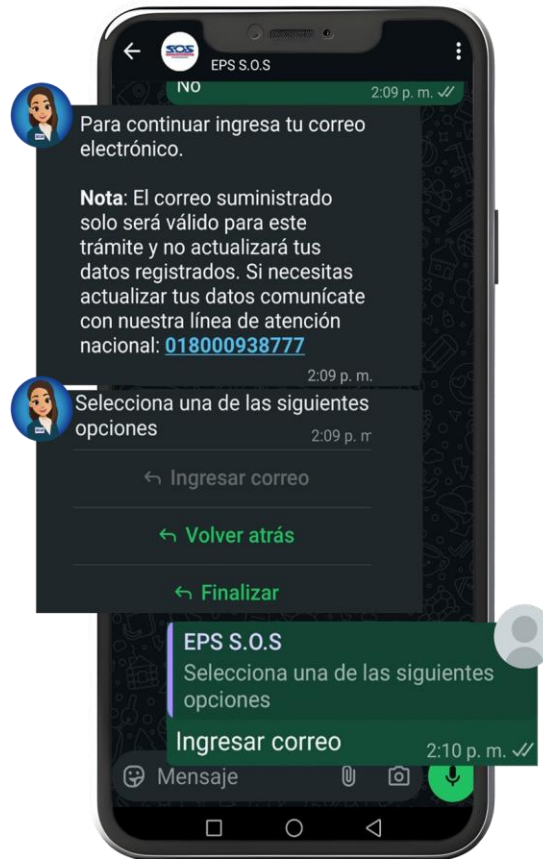 SOS
EPS S.O.S
No
2:09 p. m.
Para continuar ingresa tu correo
electrónico.
Nota: El correo suministrado
solo será válido para este
trámite y no actualizará tus
datos registrados. Si necesitas
actualizar tus datos comunícate
con nuestra línea de atención
nacional: 018000938777
2:09 p. m.
Selecciona una de las siguientes
opciones
2:09 p. m
Ingresar correo
Volver atrás
Finalizar
EPS S.O.S
Selecciona una de las siguientes
opciones
Ingresar correo
2:10 p. m.
Mensaje